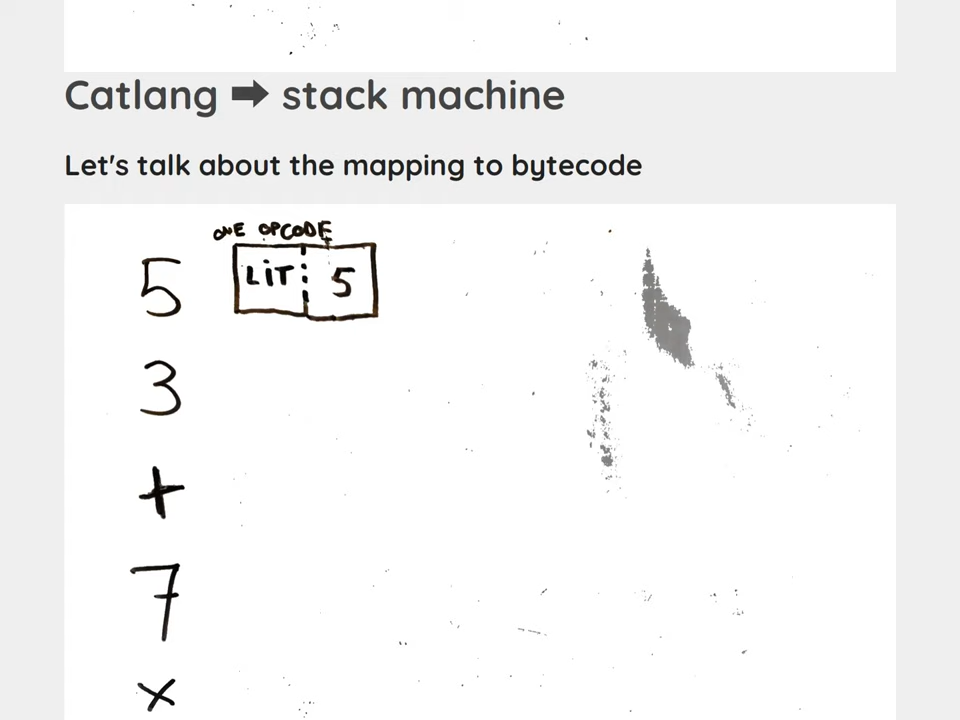 Catlang ➡ stack machine
Let's talk about the mapping to bytecode
ONE OPCODE
5 LiT 5
3
+
7
×